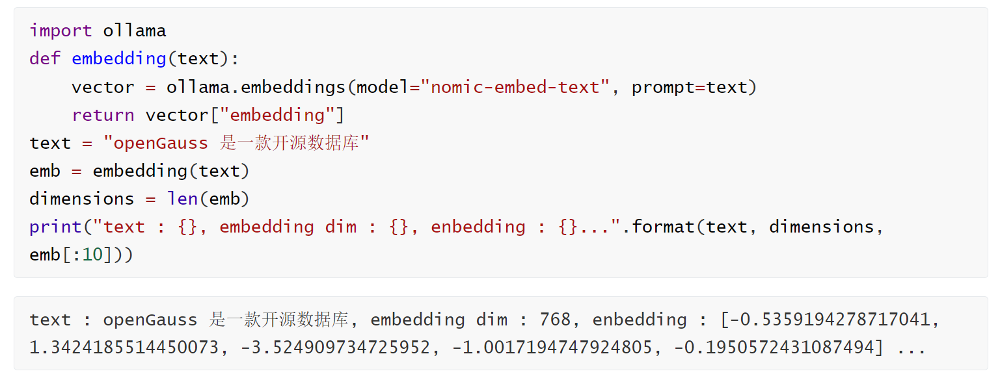 import ollama
def embedding(text):
    vector = ollama.embeddings(model="nomic-embed-text", prompt=text)
    return vector["embedding"]
text = "openGauss 是一款开源数据库"
emb = embedding(text)
dimensions = len(emb)
print("text : {}, embedding dim : {}, enbedding : {}...".format(text, dimensions,
emb[:10]))
text : openGauss 是一款开源数据库, embedding dim : 768, enbedding : [-0.5359194278717041,
1.3424185514450073, -3.524909734725952, -1.0017194747924805, -0.1950572431087494] ...